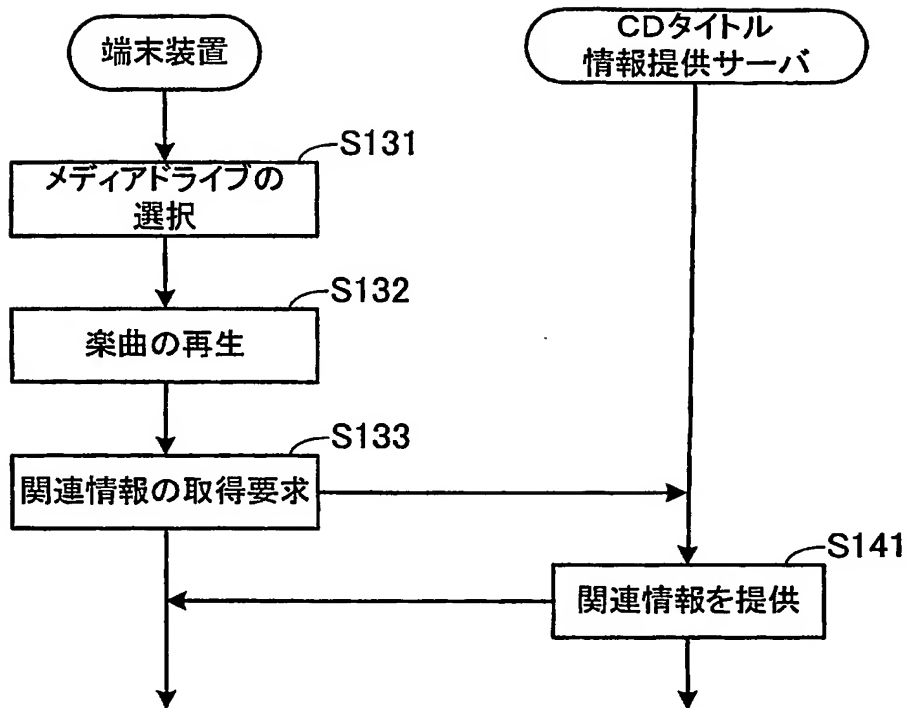 端末装置
CDタイトル
情報提供サーバ
S131
メディアドライブの
選択
S132
楽曲の再生
S133
関連情報の取得要求
S141
関連情報を提供